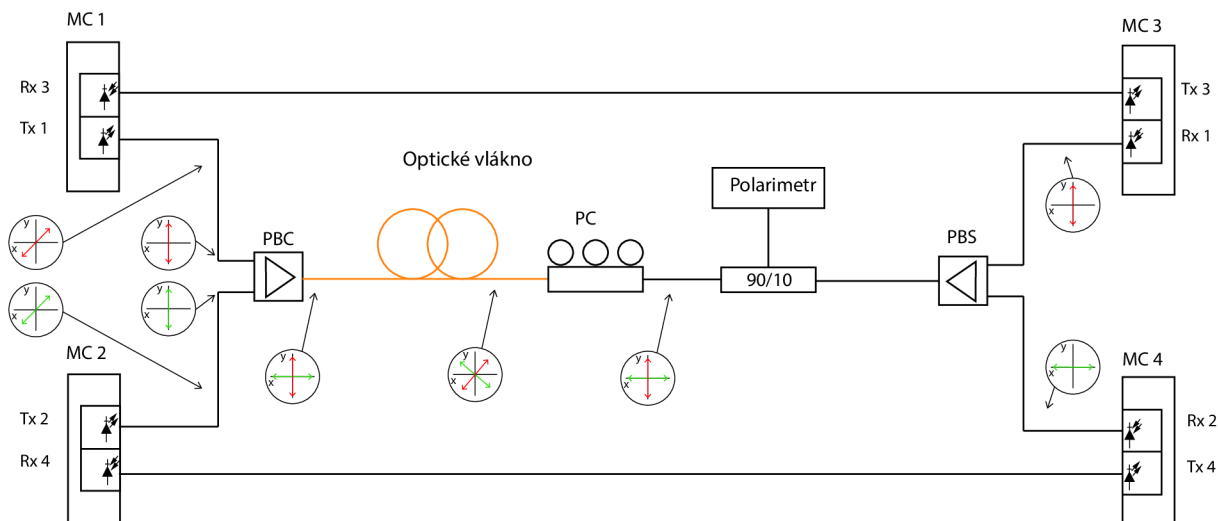 MC 1
MC 3
Rx 3
Tx 3
Tx 1
Rx 1
Optické vlákno
Polarimetr
y
x
y
x
y
x
PBC
PC
PBS
90/10
y
x
y
x
MC 2
y
x
y
x
y
x
y
x
MC 4
Tx 2
Rx 2
Rx 4
Tx 4